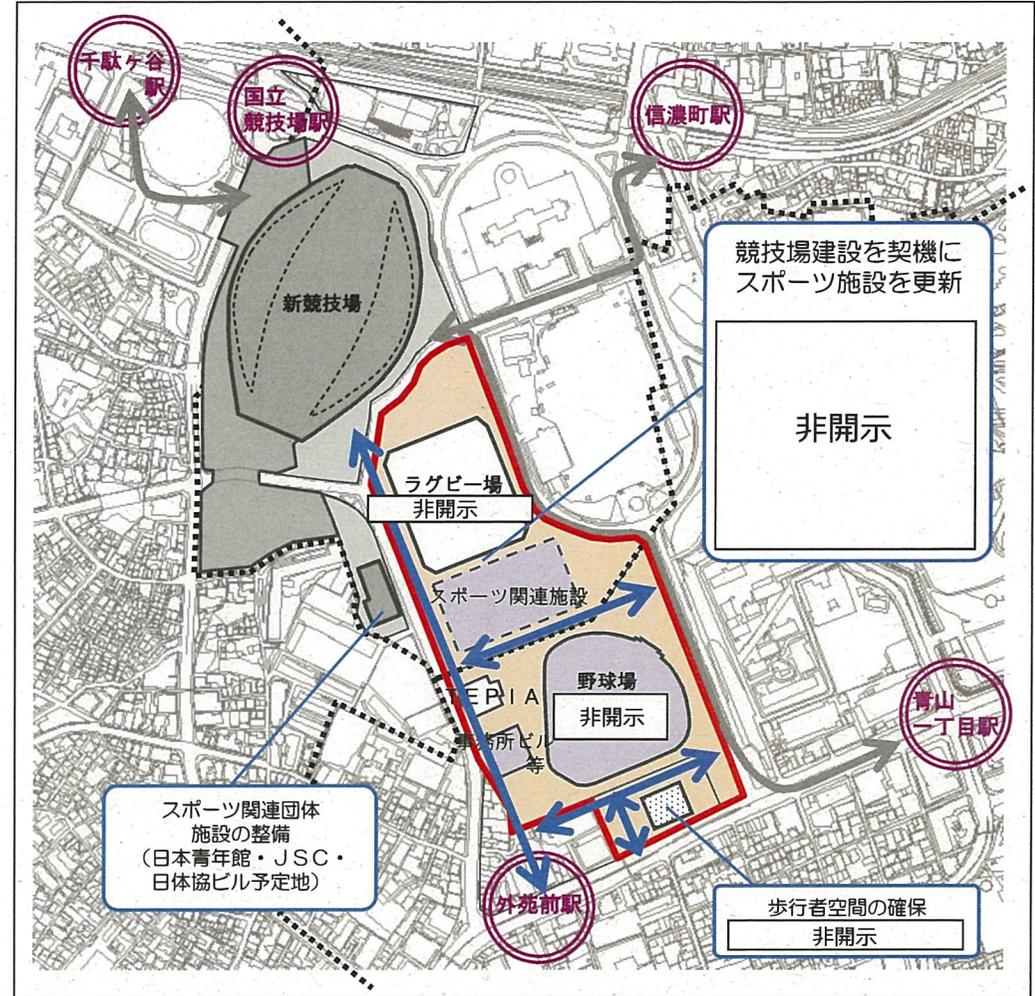 千駄ヶ谷
駅
国立
競技場駅
信濃町駅
競技場建設を契機に
スポーツ施設を更新
非開示
新競技場
ラグビー場
非開示
スポーツ関連施設
TEPIA
野球場
非開示
事務所ビル
等
青山
一丁目駅
スポーツ関連団体
施設の整備
（日本青年館・ＪＳＣ・
日体協ビル予定地）
外苑前駅
歩行者空間の確保
非開示